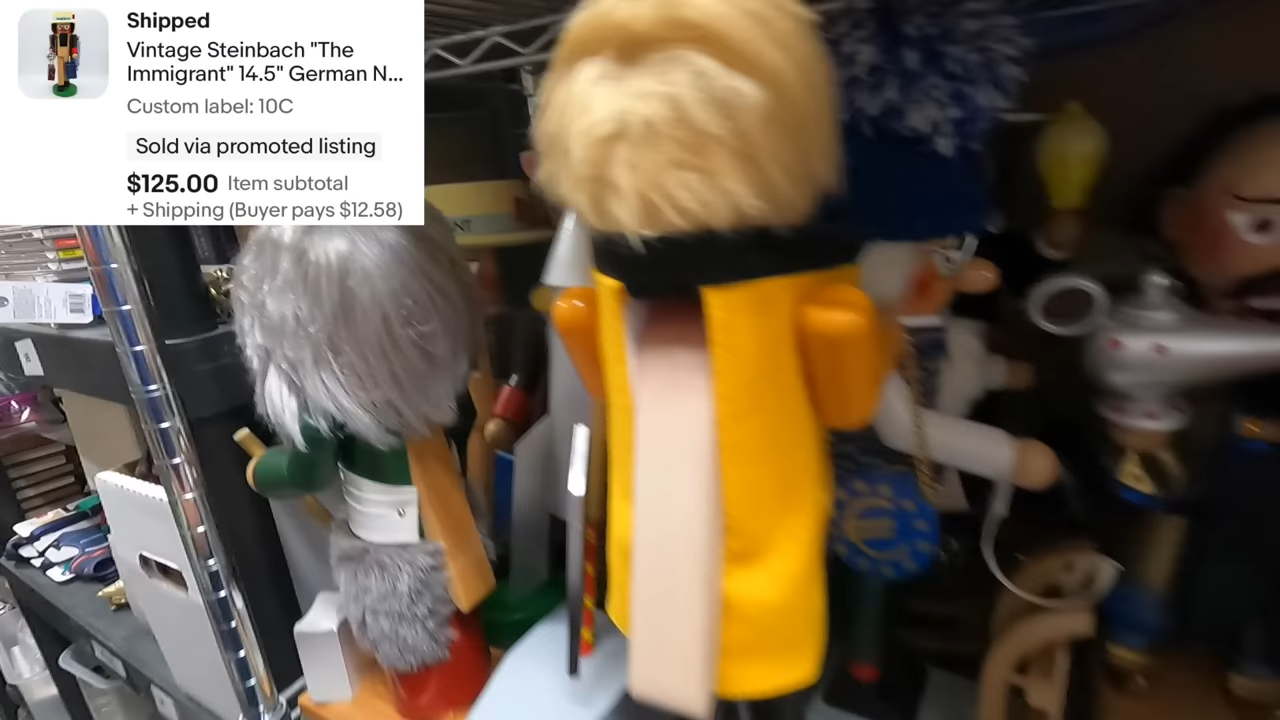 Shipped
Vintage Steinbach "The
Immigrant" 14.5" German N...
Custom label: 10C
Sold via promoted listing
$125.00 Item subtotal
+ Shipping (Buyer pays $12.58)